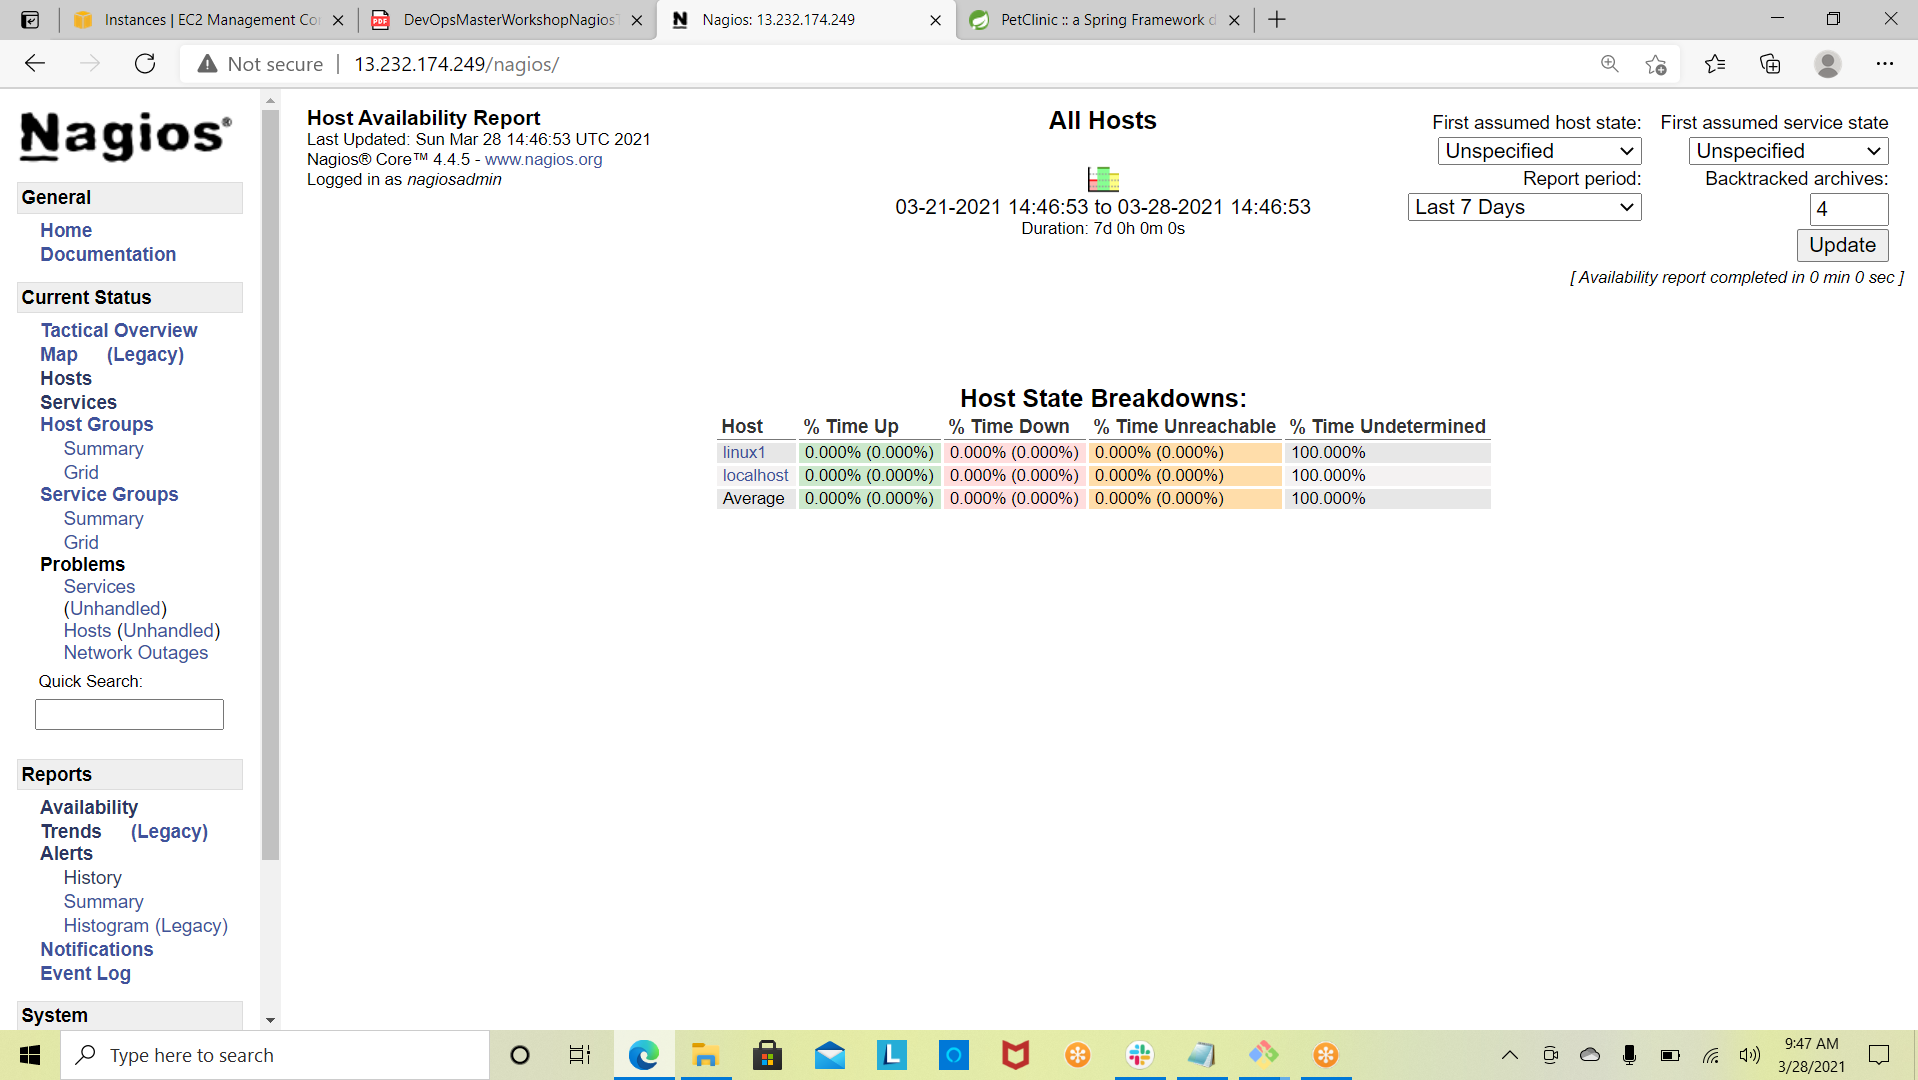 Instances | EC2 Management Co
DevOpsMasterWorkshopNagios
Nagios: 13.232.174.249
PetClinic :: a Spring Framework d
Not secure | 13.232.174.249/nagios/
Nagios®
General
Home
Documentation
Current Status
Tactical Overview
Map (Legacy)
Hosts
Services
Host Groups
Summary
Grid
Service Groups
Summary
Grid
Problems
Services
(Unhandled)
Hosts (Unhandled)
Network Outages
Quick Search:
Reports
Availability
Trends (Legacy)
Alerts
History
Summary
Histogram (Legacy)
Notifications
Event Log
System
Host Availability Report
Last Updated: Sun Mar 28 14:46:53 UTC 2021
Nagios® Core™ 4.4.5 - www.nagios.org
Logged in as nagiosadmin
All Hosts
03-21-2021 14:46:53 to 03-28-2021 14:46:53
Duration: 7d 0h 0m 0s
First assumed host state: First assumed service state
Unspecified Unspecified
Report period: Backtracked archives:
Last 7 Days 4
Update
[ Availability report completed in 0 min 0 sec ]
Host State Breakdowns:
Host % Time Up % Time Down % Time Unreachable % Time Undetermined
linux1 0.000% (0.000%) 0.000% (0.000%) 0.000% (0.000%) 100.000%
localhost 0.000% (0.000%) 0.000% (0.000%) 0.000% (0.000%) 100.000%
Average 0.000% (0.000%) 0.000% (0.000%) 0.000% (0.000%) 100.000%
Type here to search
9:47 AM
3/28/2021